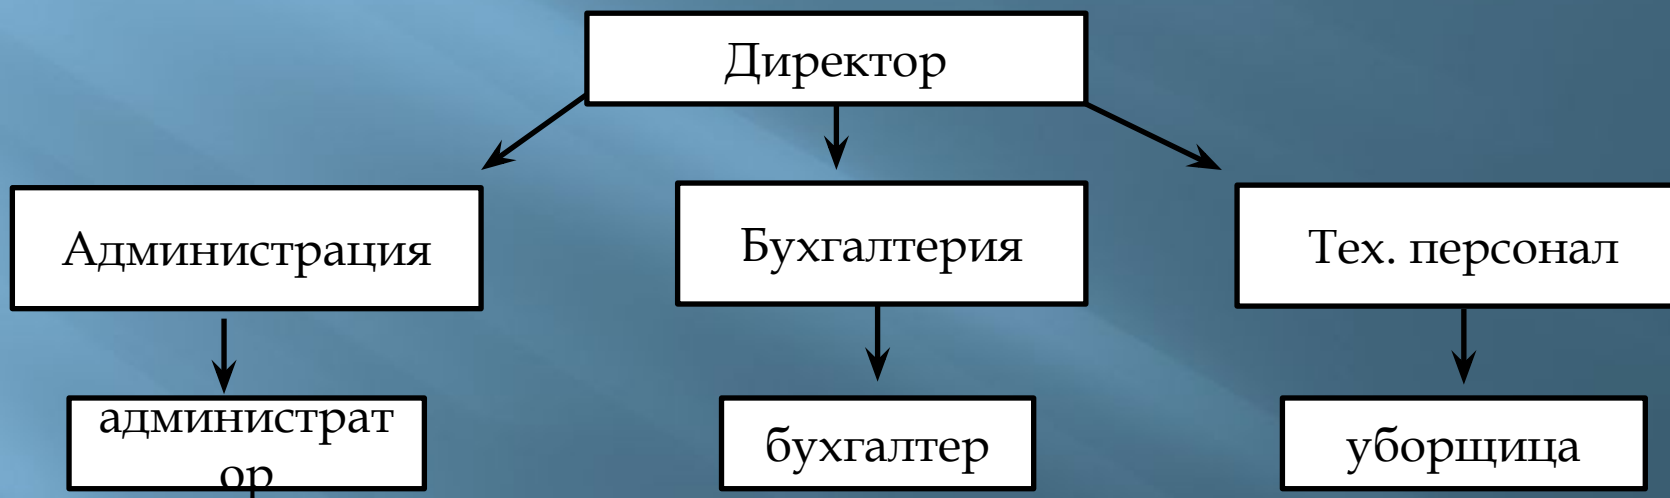 Директор
Администрация
Бухгалтерия
Тех. персонал
администрат
ор
бухгалтер
уборщица